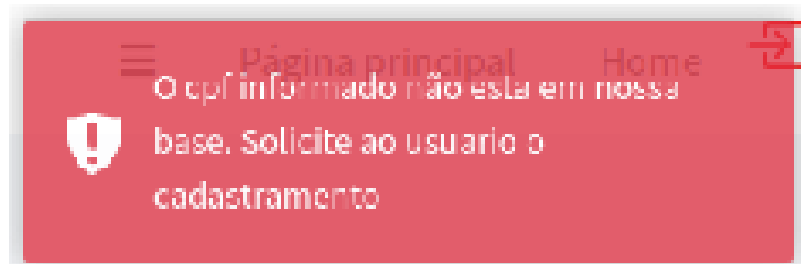 Página principal Home
O cpf informado não esta em nossa
base. Solicite ao usuario o
cadastramento